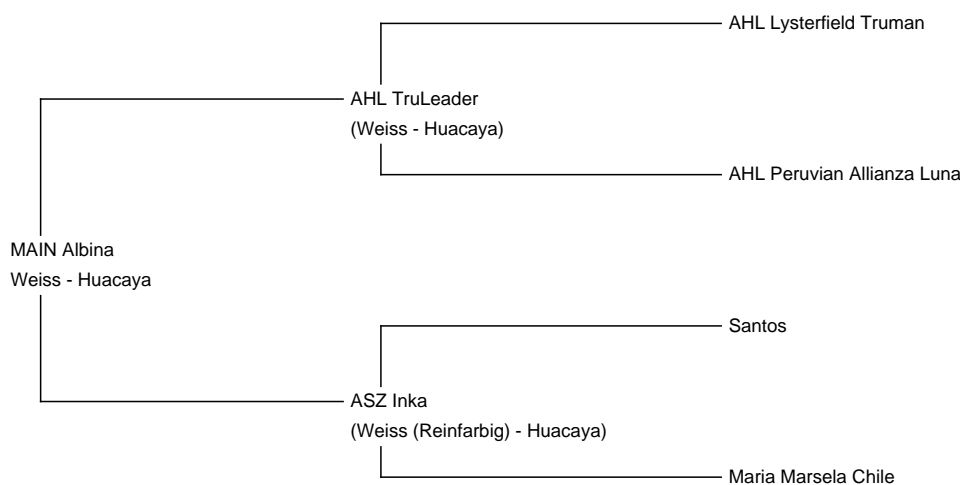 AHL Lysterfield Truman
AHL TruLeader
(Weiss - Huacaya)
AHL Peruvian Allianza Luna
MAIN Albina
Weiss - Huacaya
Santos
ASZ Inka
(Weiss (Reinfarbig) - Huacaya)
Maria Marsela Chile